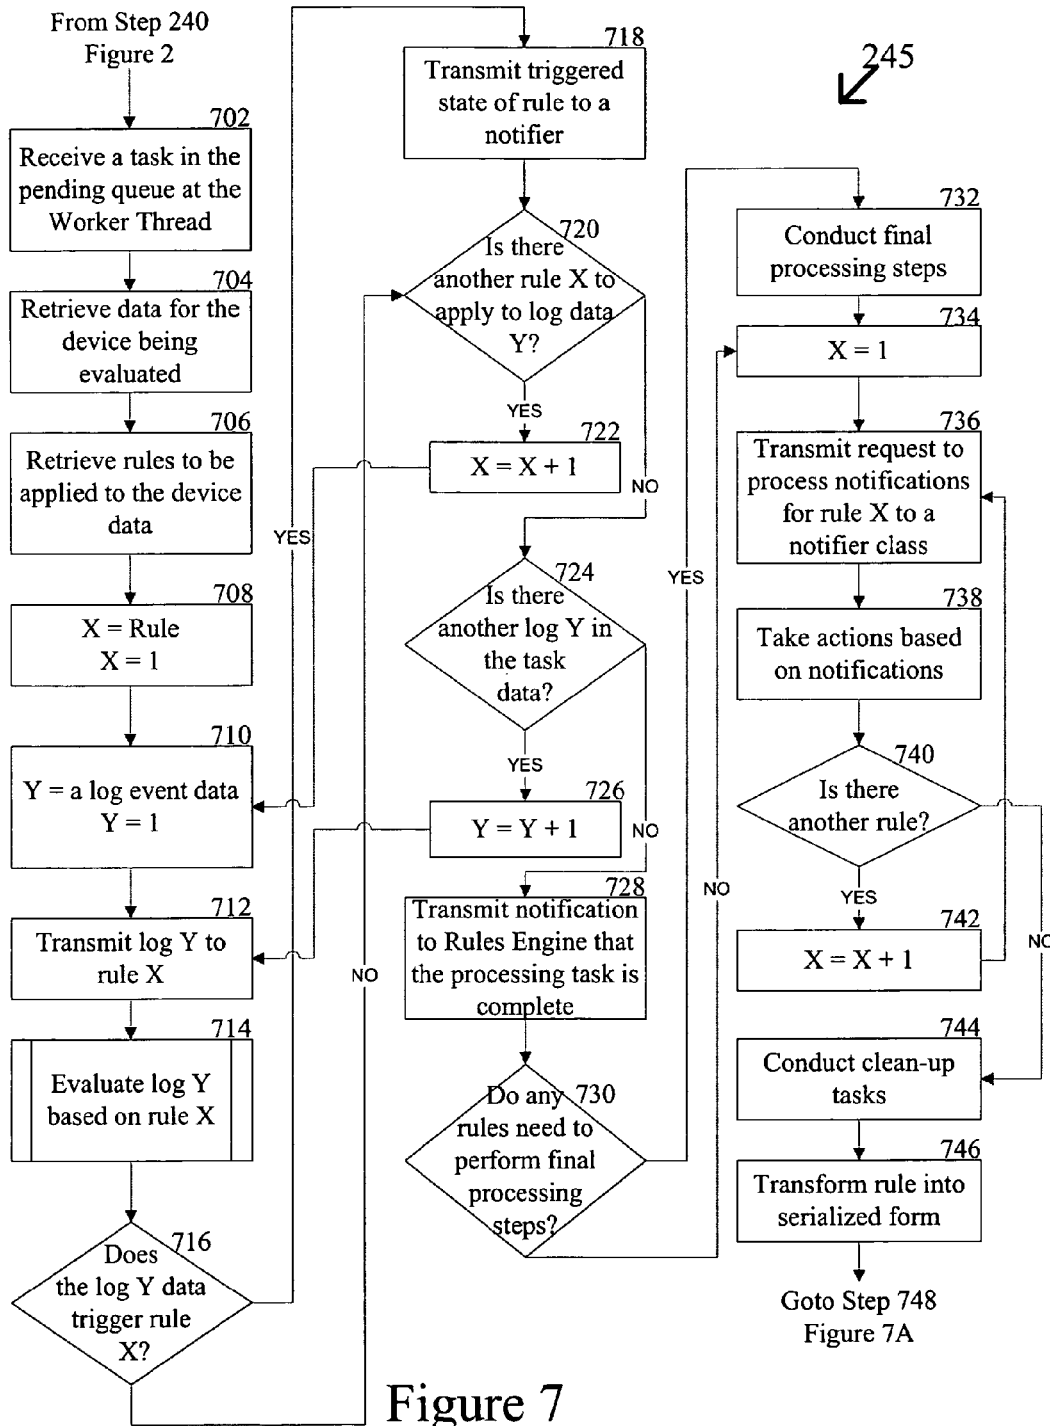 From Step 240
Figure 2
702
Receive a task in the
pending queue at the
Worker Thread
704
Retrieve data for the
device being
evaluated
706
Retrieve rules to be
applied to the device
data
708
X = Rule
X = 1
710
Y = a log event data
Y = 1
712
Transmit log Y to
rule X
714
Evaluate log Y
based on rule X
716
Does
the log Y data
trigger rule
X?
YES
NO
718
Transmit triggered
state of rule to a
notifier
720
Is there
another rule X to
apply to log data
Y?
YES
NO
722
X = X + 1
724
Is there
another log Y in
the task
data?
YES
NO
726
Y = Y + 1
728
Transmit notification
to Rules Engine that
the processing task is
complete
730
Do any
rules need to
perform final
processing
steps?
YES
NO
245
732
Conduct final
processing steps
734
X = 1
736
Transmit request to
process notifications
for rule X to a
notifier class
738
Take actions based
on notifications
740
Is there
another rule?
YES
NO
742
X = X + 1
744
Conduct clean-up
tasks
746
Transform rule into
serialized form
Goto Step 748
Figure 7A
Figure 7